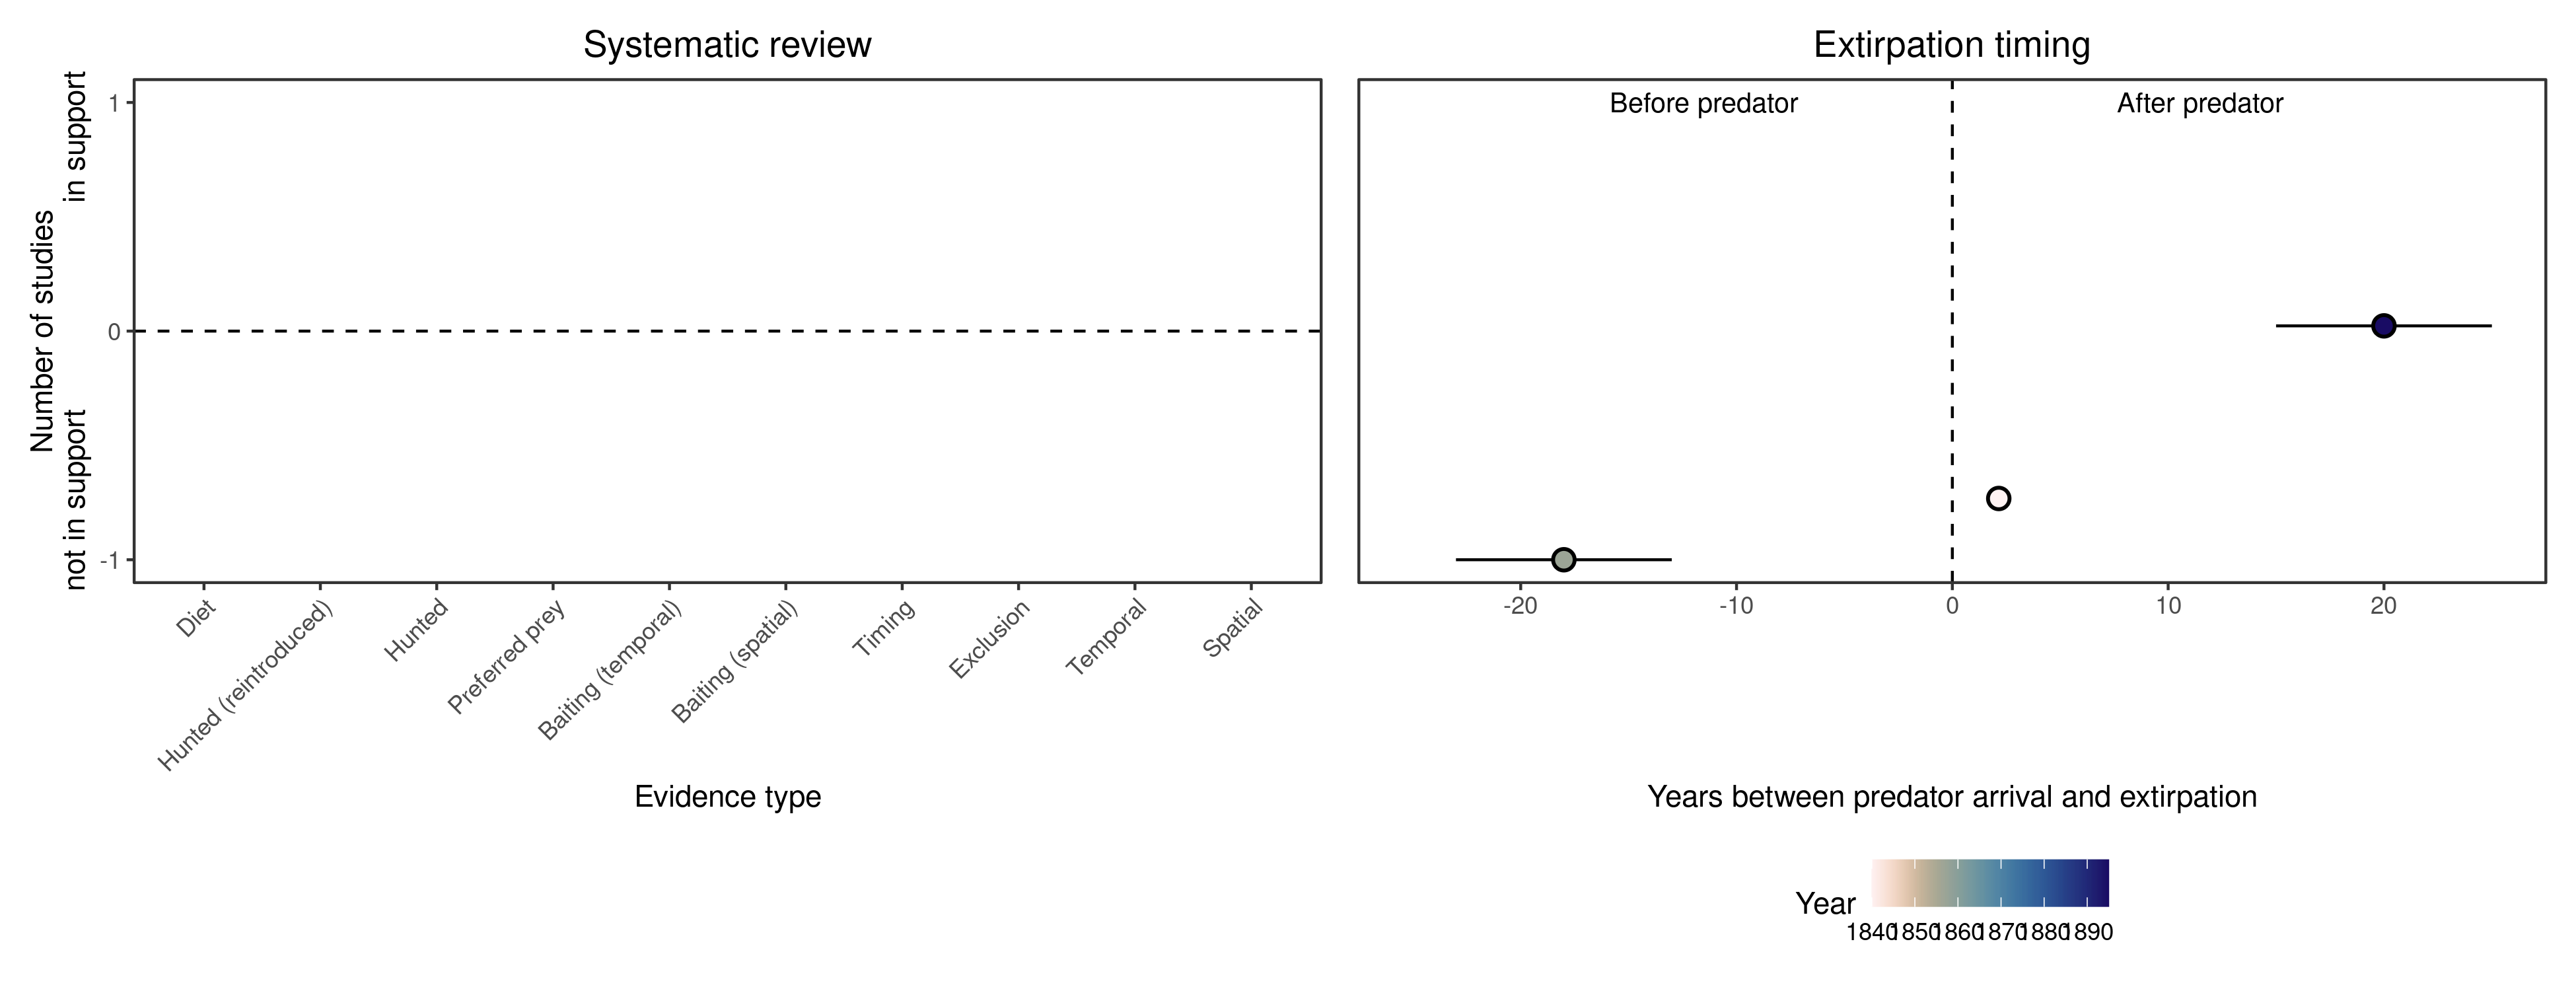 Systematic review
Extirpation timing
Number of studies
not in support
in support
1
0
-1
Before predator
After predator
Diet
Hunted (reintroduced)
Hunted
Preferred prey
Baiting (temporal)
Baiting (spatial)
Timing
Exclusion
Temporal
Spatial
-20
-10
0
10
20
Evidence type
Years between predator arrival and extirpation
Year
1840 1850 1860 1870 1880 1890